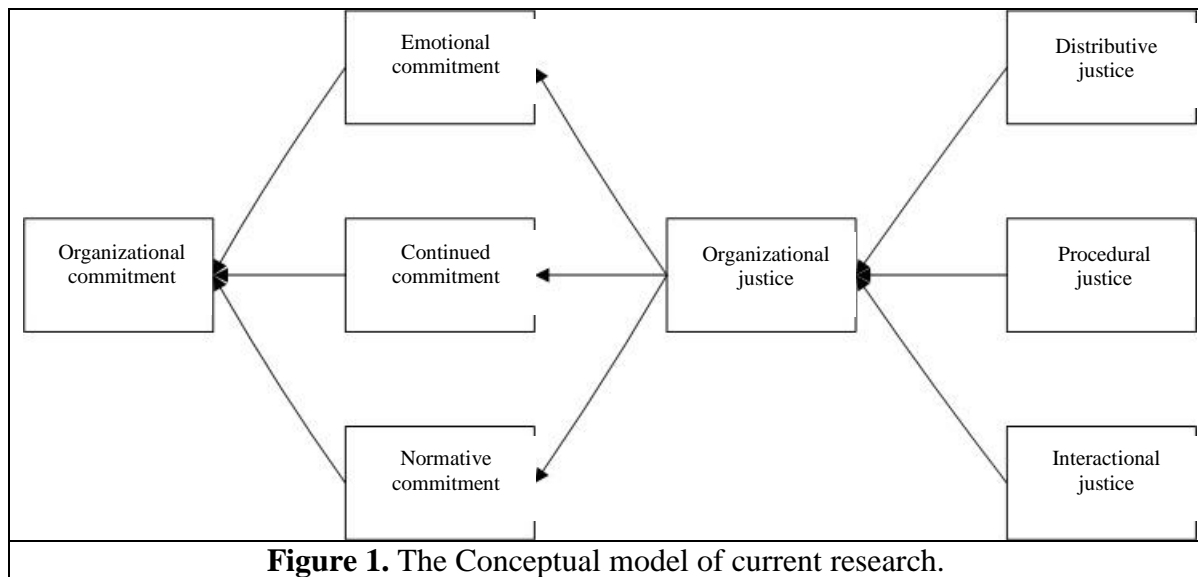 Emotional
commitment
Distributive
justice
Organizational
commitment
Continued
commitment
Organizational
justice
Procedural
justice
Normative
commitment
Interactional
justice
Figure 1. The Conceptual model of current research.